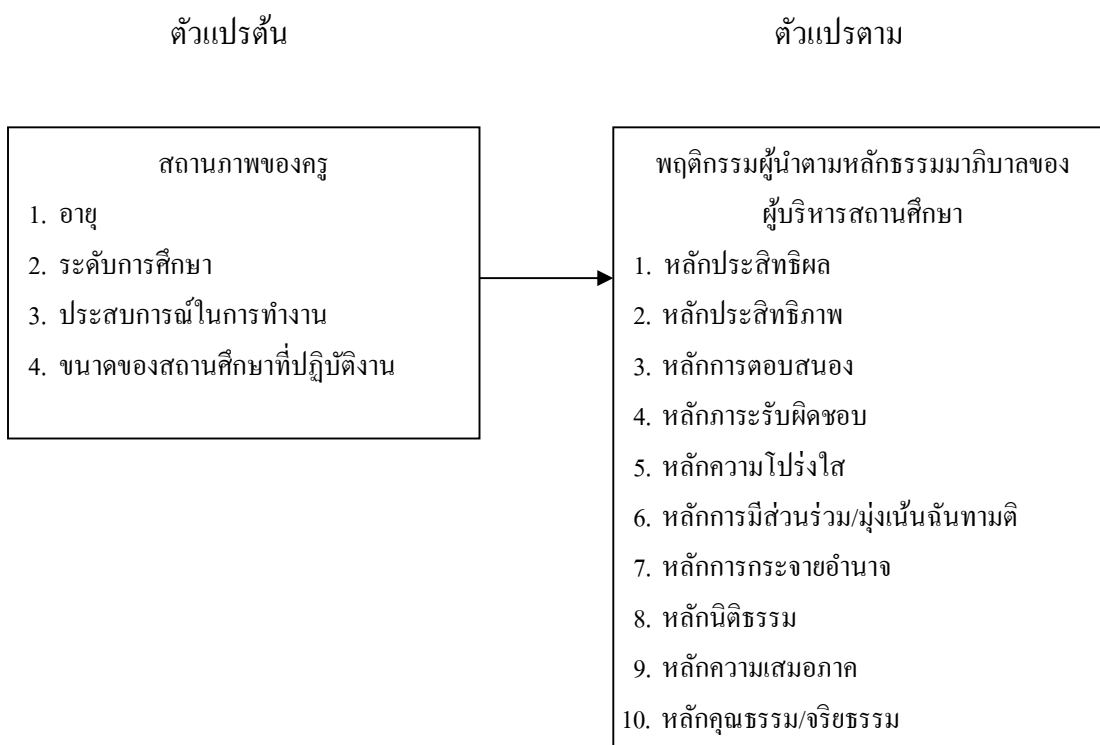 ตัวแปรต้น
ตัวแปรตาม
สถานภาพของครู
1. อายุ
2. ระดับการศึกษา
3. ประสบการณ์ในการทำงาน
4. ขนาดของสถานศึกษาที่ปฏิบัติงาน
พฤติกรรมผู้นำตามหลักธรรมมาภิบาลของ
ผู้บริหารสถานศึกษา
1. หลักประสิทธิผล
2. หลักประสิทธิภาพ
3. หลักการตอบสนอง
4. หลักภาระรับผิดชอบ
5. หลักความโปร่งใส
6. หลักการมีส่วนร่วม/มุ่งเน้นฉันทามติ
7. หลักการกระจายอำนาจ
8. หลักนิติธรรม
9. หลักความเสมอภาค
10. หลักคุณธรรม/จริยธรรม